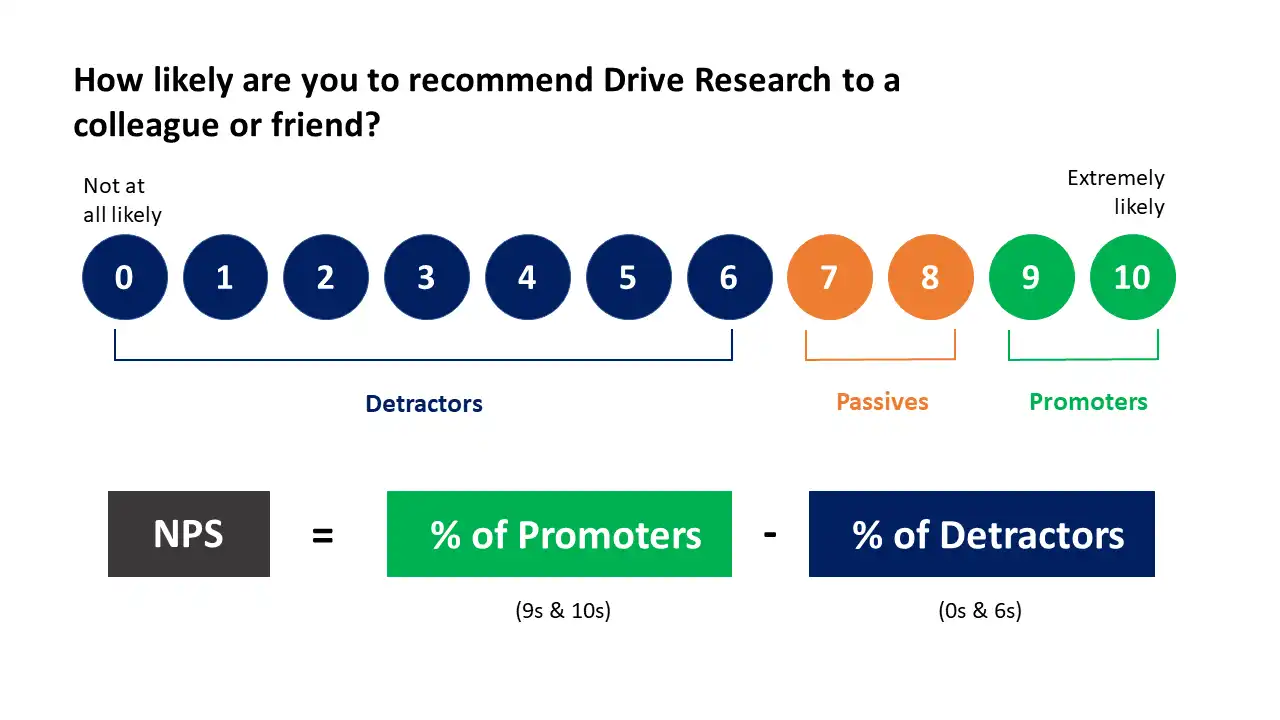 How likely are you to recommend Drive Research to a
colleague or friend?
Not at
all likely
Extremely
likely
0 1 2 3 4 5 6 7 8 9 10
Detractors Passives Promoters
NPS = % of Promoters - % of Detractors
(9s & 10s) (0s & 6s)